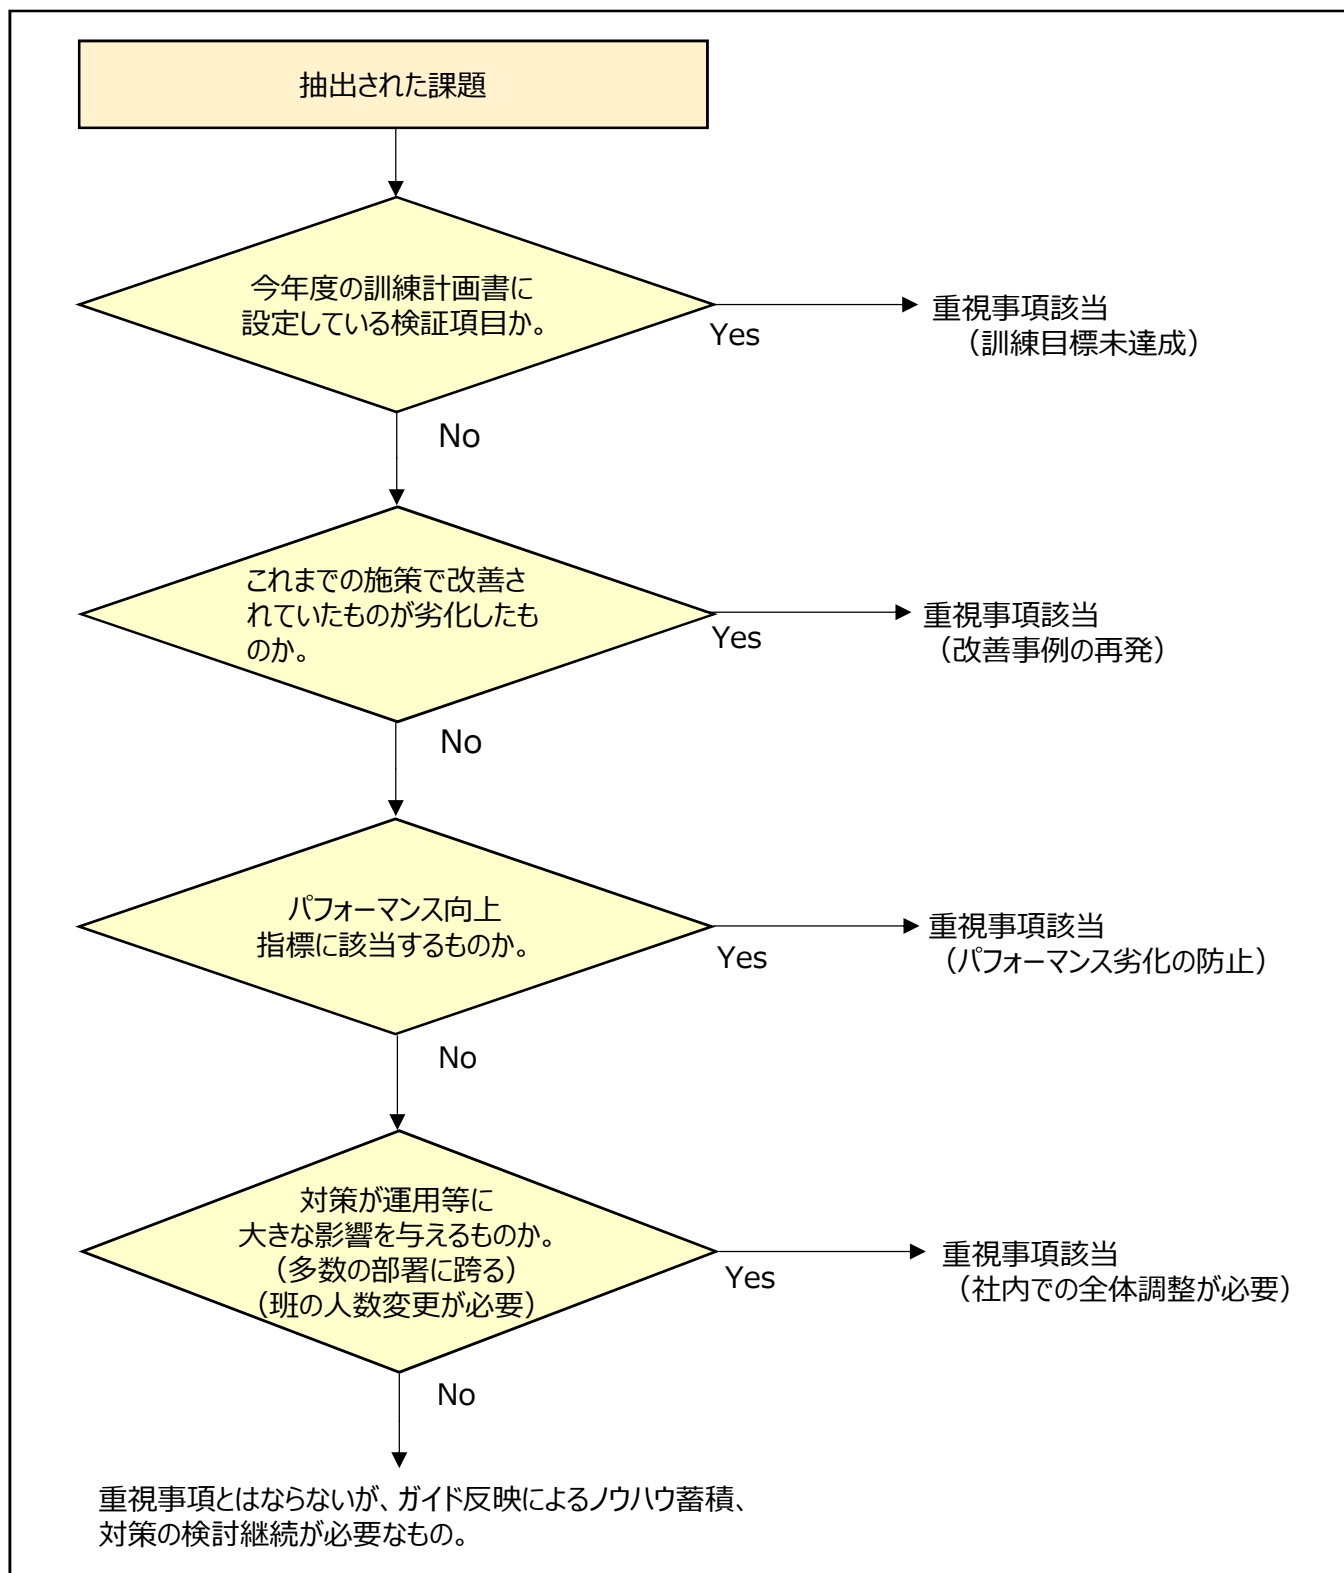 抽出された課題
今年度の訓練計画書に
設定している検証項目か。
Yes
重視事項該当
（訓練目標未達成）
No
これまでの施策で改善さ
れていたものが劣化したも
のか。
Yes
重視事項該当
（改善事例の再発）
No
パフォーマンス向上
指標に該当するものか。
Yes
重視事項該当
（パフォーマンス劣化の防止）
No
対策が運用等に
大きな影響を与えるものか。
（多数の部署に跨る）
（班の人数変更が必要）
Yes
重視事項該当
（社内での全体調整が必要）
No
重視事項とはならないが、ガイド反映によるノウハウ蓄積、
対策の検討継続が必要なもの。